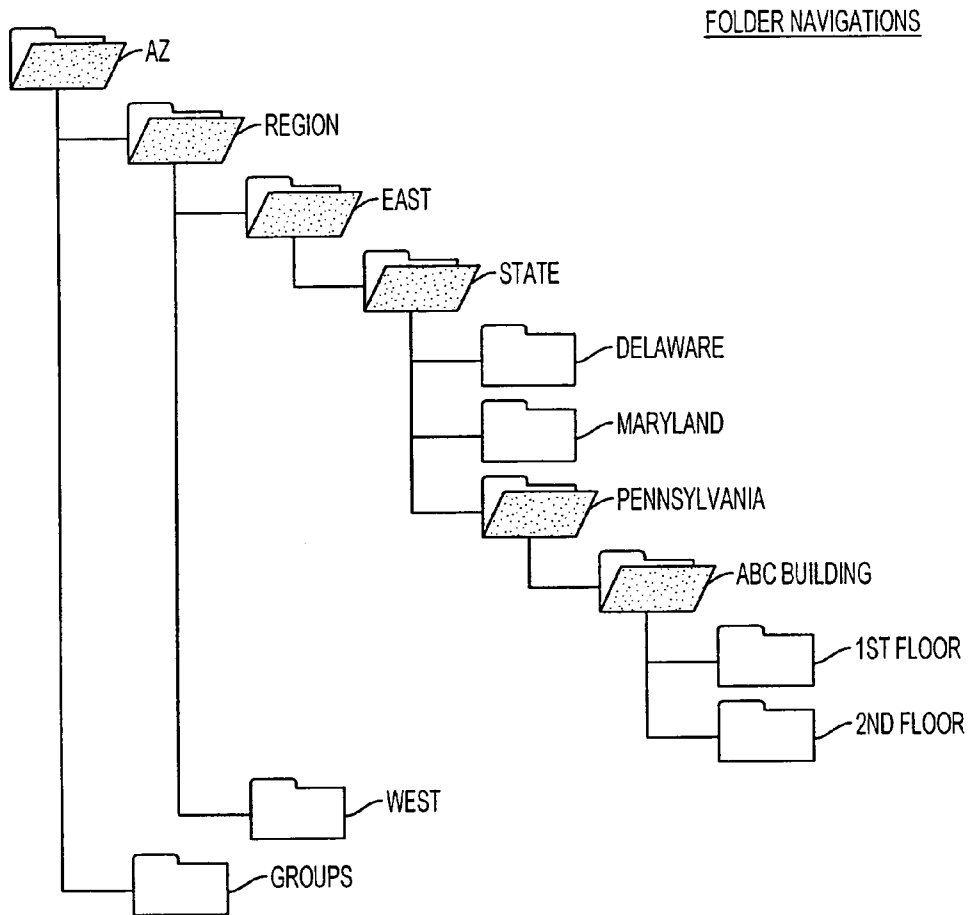 FOLDER NAVIGATIONS
AZ
REGION
EAST
STATE
DELAWARE
MARYLAND
PENNSYLVANIA
ABC BUILDING
1ST FLOOR
2ND FLOOR
WEST
GROUPS